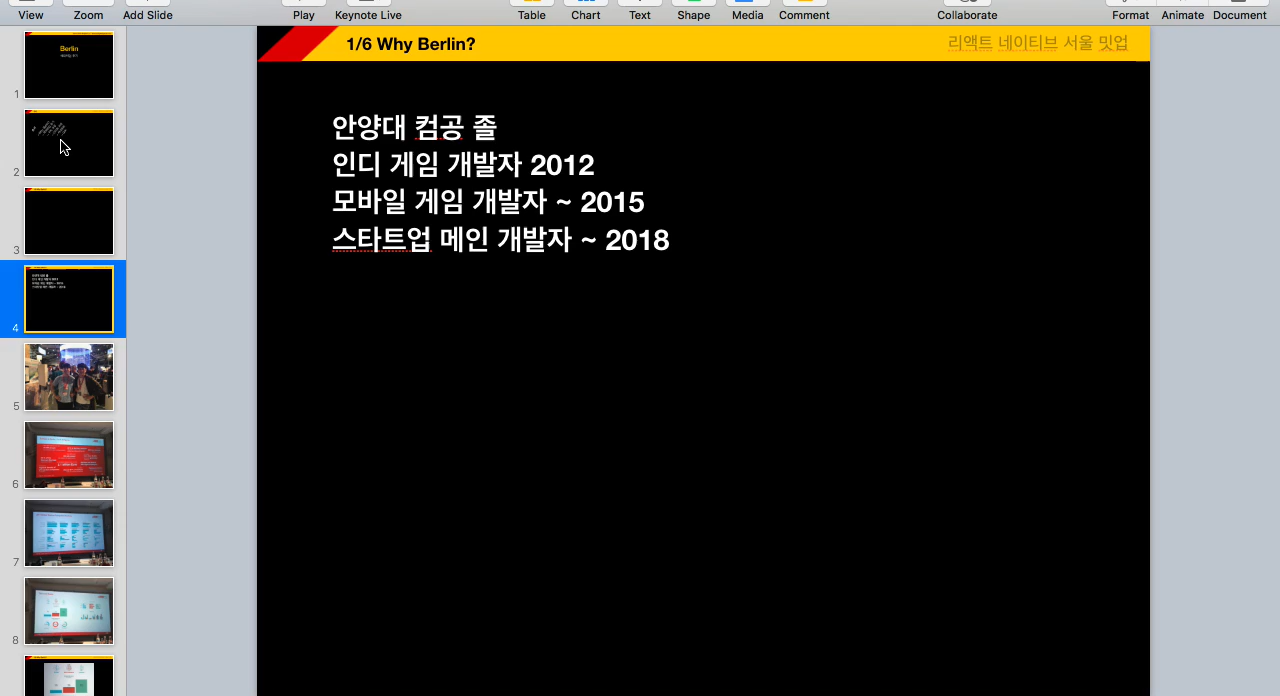 View
Zoom
Add Slide
Play
Keynote Live
Table
Chart
Text
Shape
Media
Comment
Collaborate
Format
Animate
Document
1
Berlin
2
3
4
5
6
7
8
1/6 Why Berlin?
리액트 네이티브 서울 밋업
안양대 컴공 졸
인디 게임 개발자 2012
모바일 게임 개발자 ~ 2015
스타트업 메인 개발자 ~ 2018